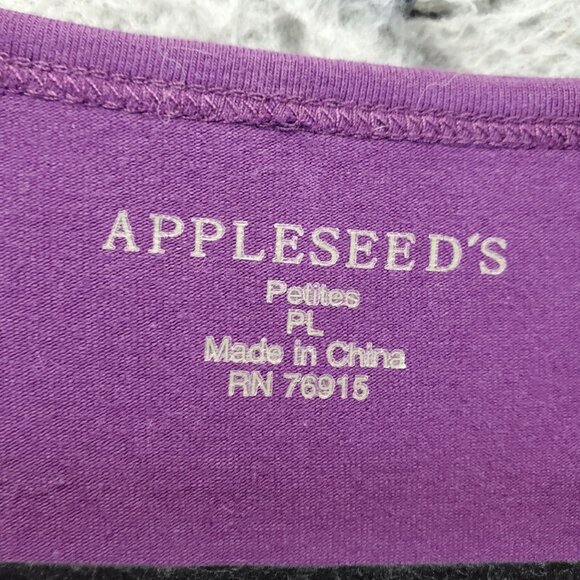 APPLESEED'S
Petites
PL
Made in China
RN 76915